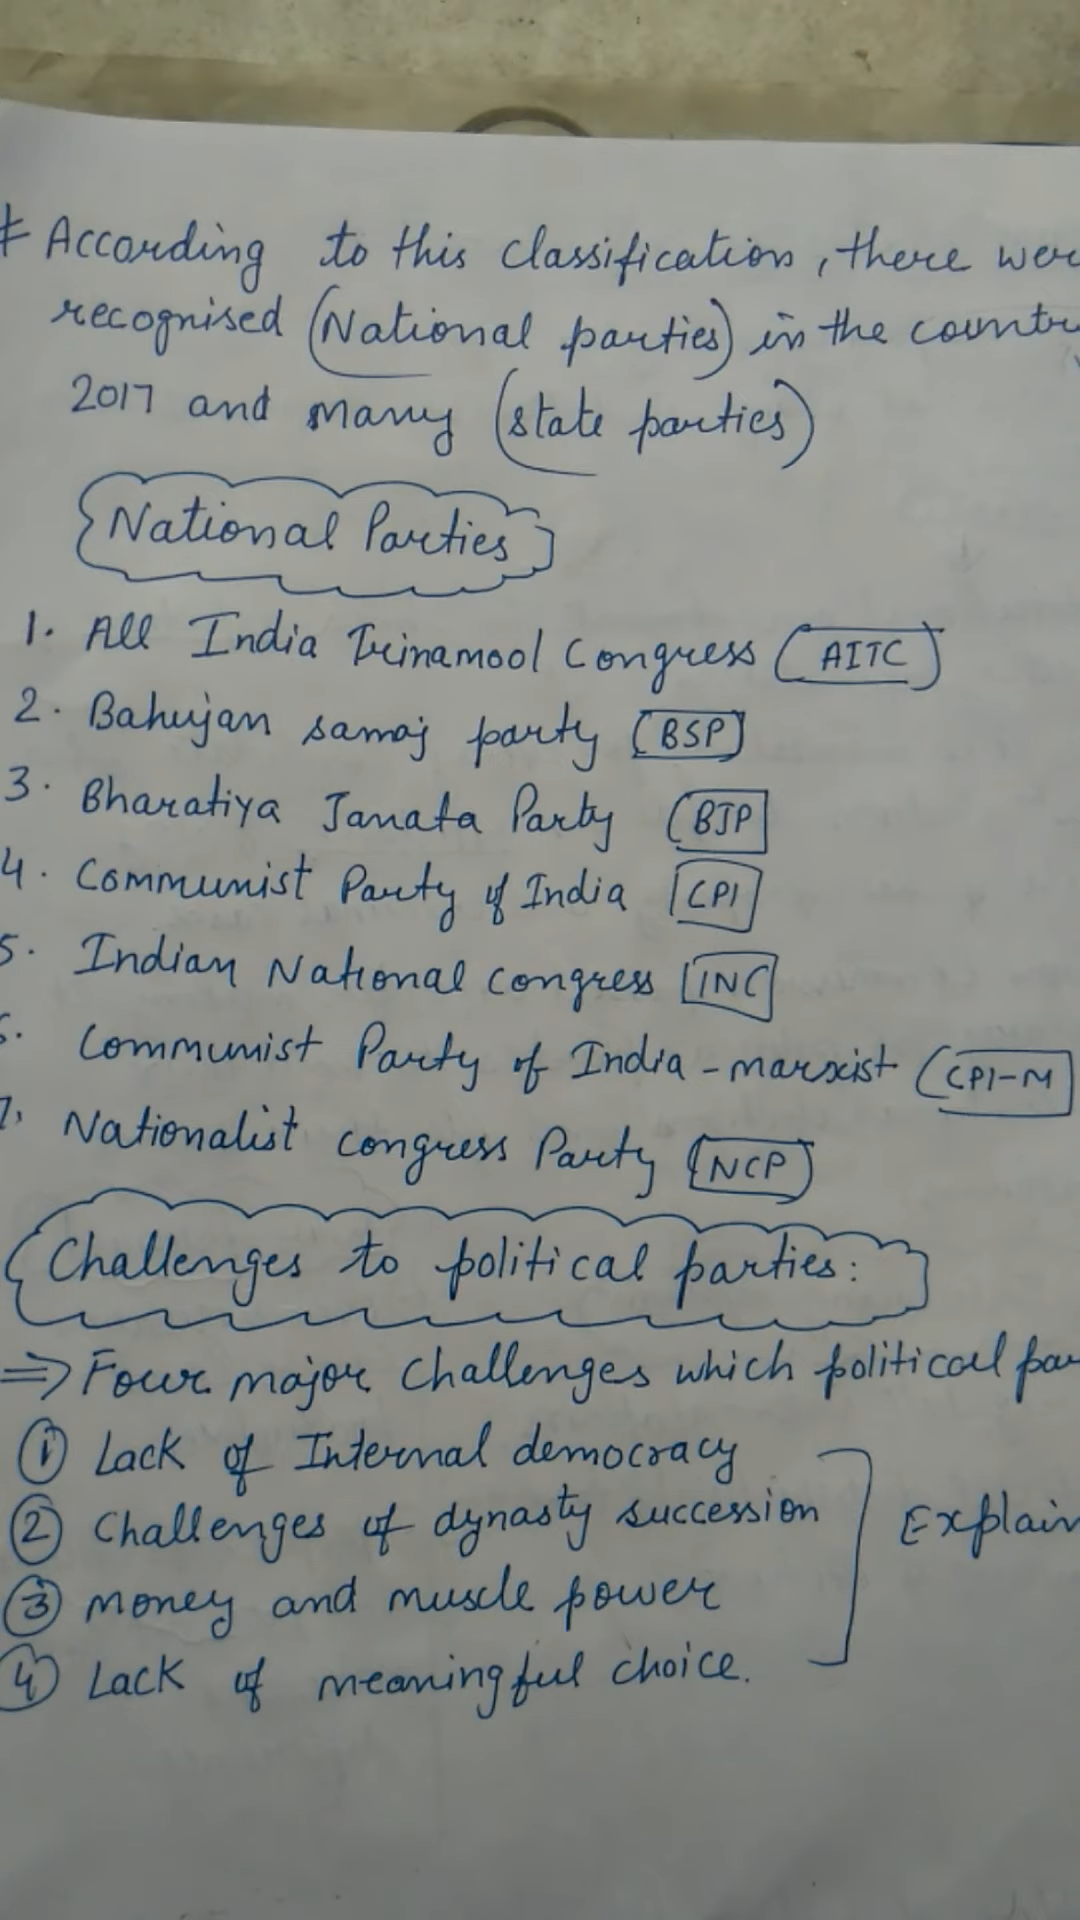 * According to this classification, there wer
recognised (National parties) in the countr
2017 and many (state parties)
National Parties
1. All India Trinamool Congress (AITC)
2. Bahujan samaj party [BSP]
3. Bharatiya Janata Party (BJP]
4. Communist Party of India [CPI]
5. Indian National congress [INC]
6. Communist Party of India - marxist (CPI-M]
7. Nationalist congress Party [NCP)
Challenges to political parties:
⇒ Four major challenges which political par
① Lack of Internal democracy
② Challenges of dynasty succession
Explain
③ money and muscle power
④ Lack of meaningful choice.